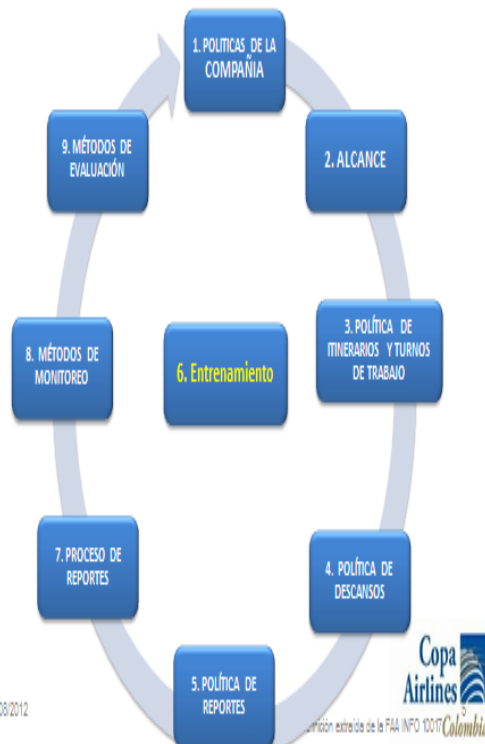 1. POLITICAS DE LA
COMPAÑIA
2. ALCANCE
3. POLÍTICA DE
ITINERARIOS Y TURNOS
DE TRABAJO
4. POLÍTICA DE
DESCANSOS
5. POLÍTICA DE
REPORTES
6. Entrenamiento
7. PROCESO DE
REPORTES
8. MÉTODOS DE
MONITOREO
9. MÉTODOS DE
EVALUACIÓN
08/2012
Copa
Airlines
Colombia
5
extraída de la FAA INFO 10017